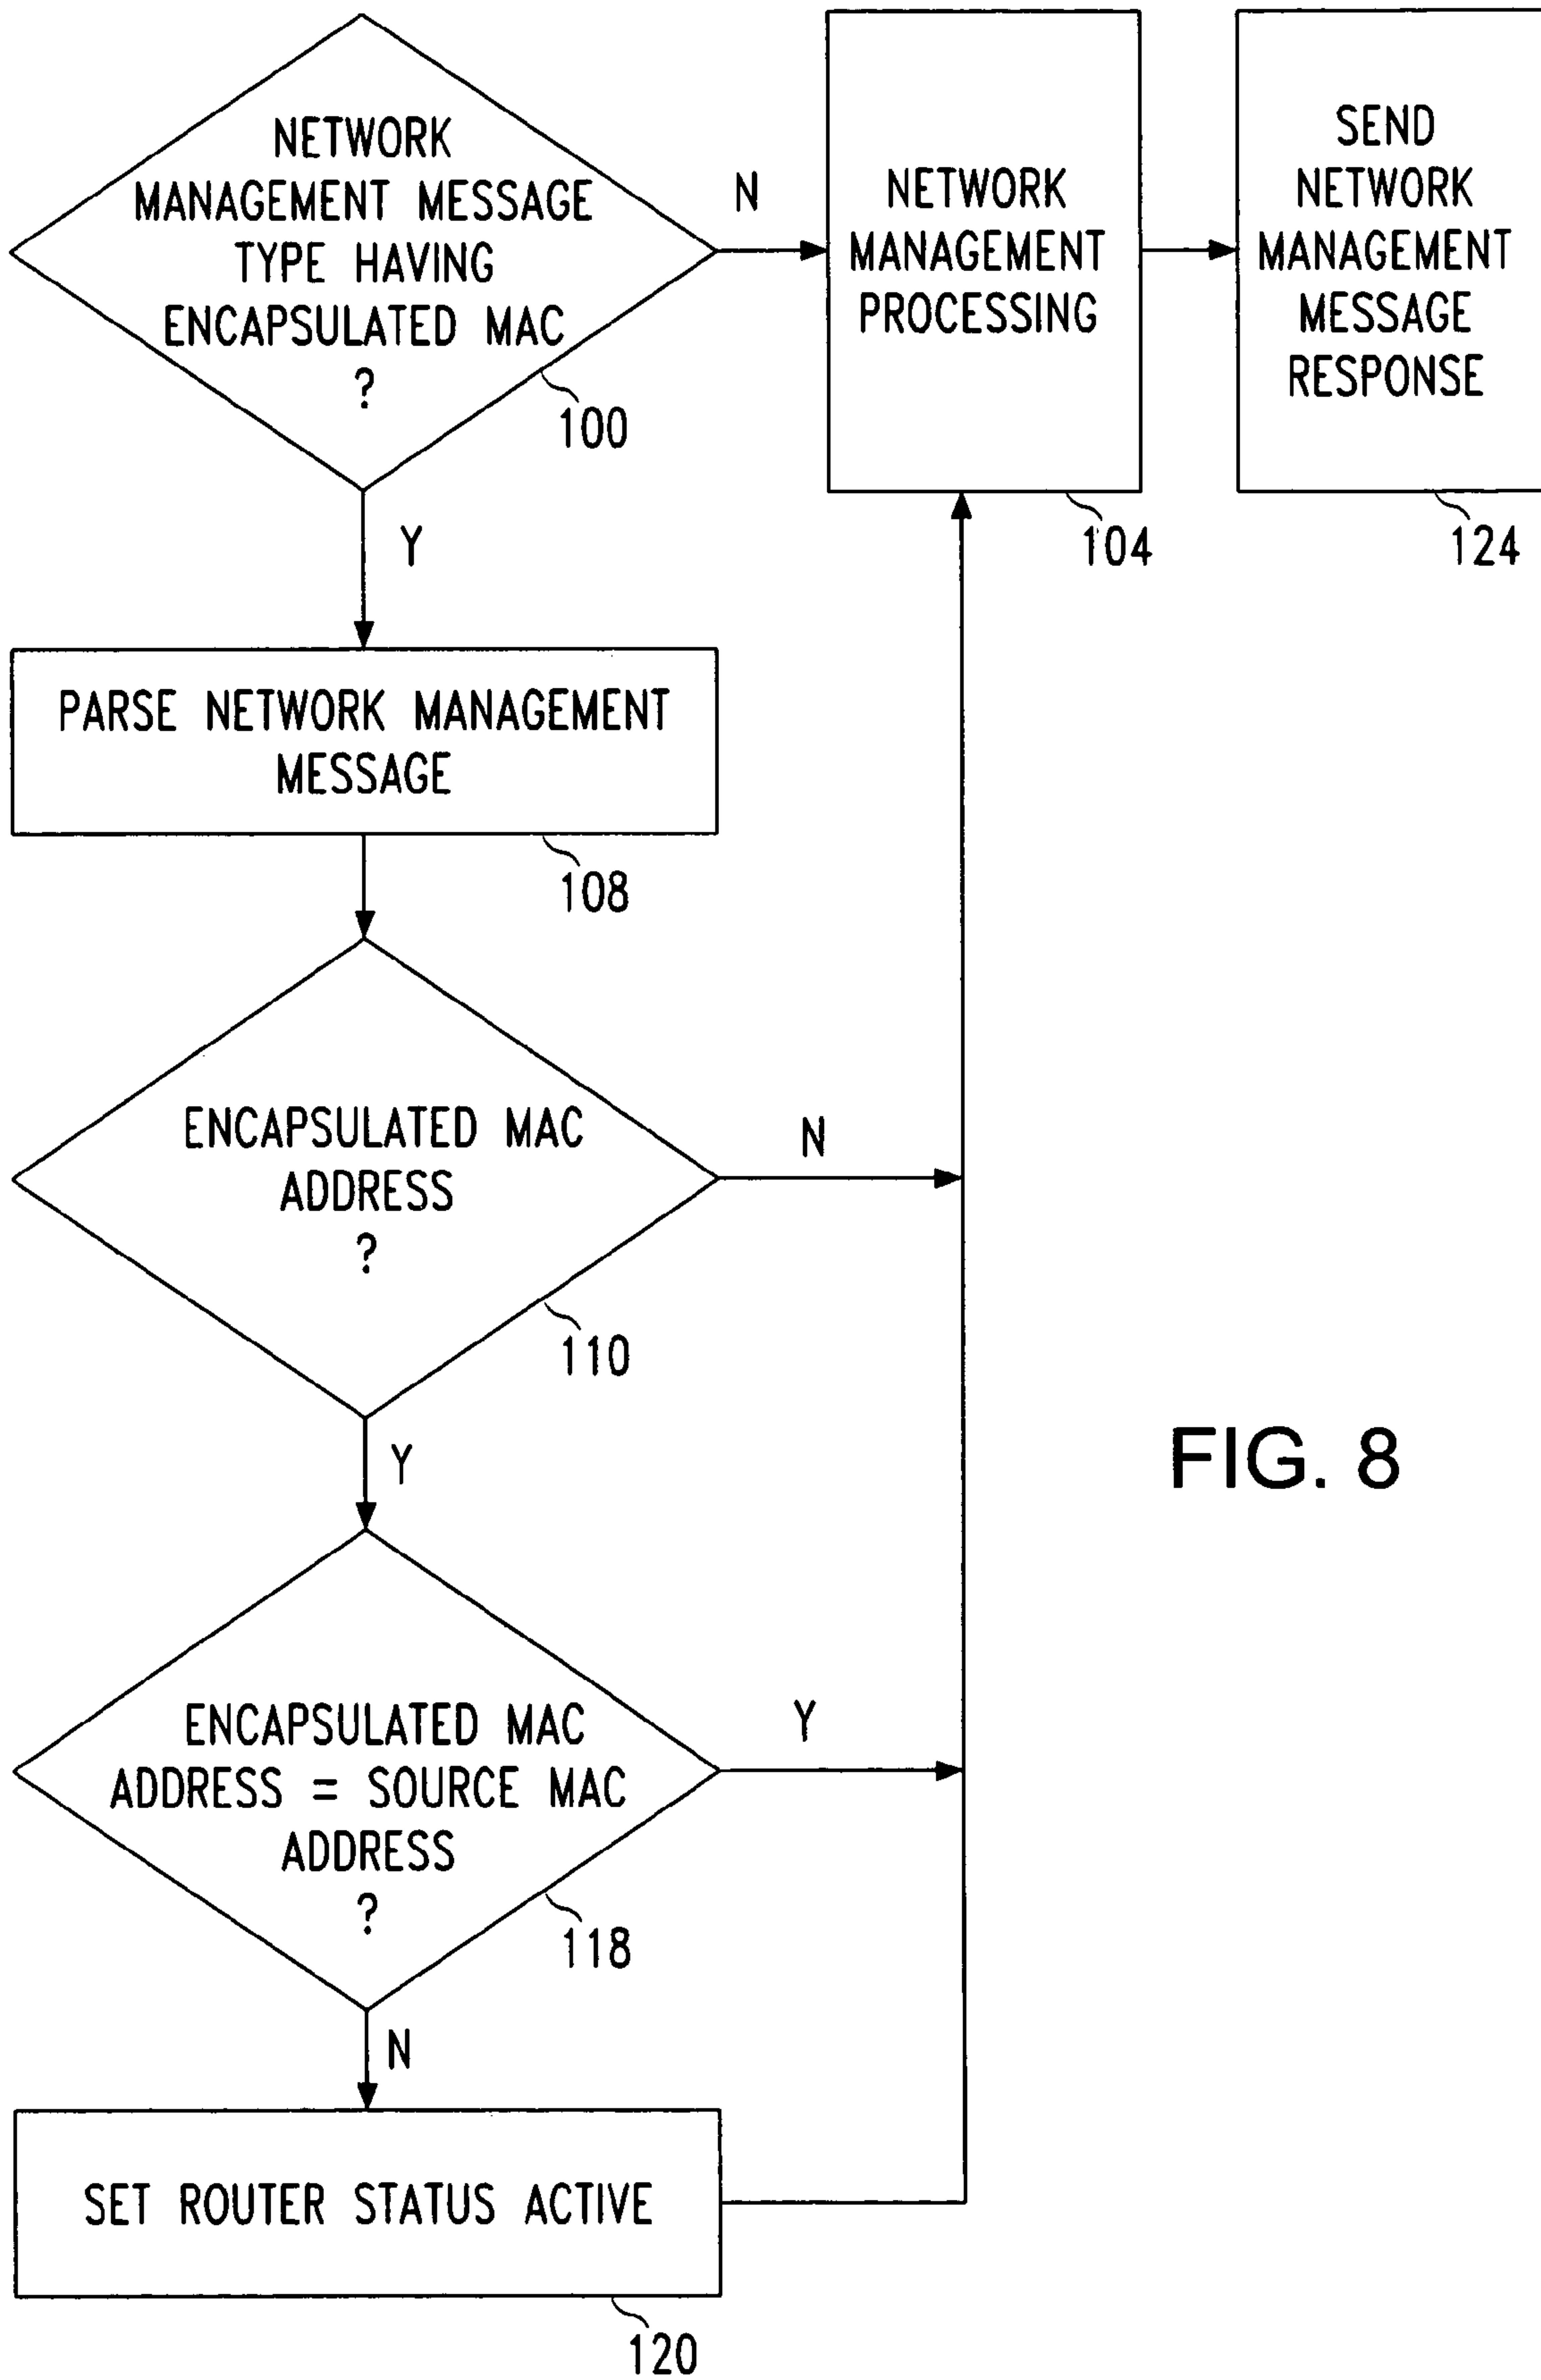 NETWORK
MANAGEMENT MESSAGE
TYPE HAVING
ENCAPSULATED MAC
?
100
N
Y
NETWORK
MANAGEMENT
PROCESSING
104
SEND
NETWORK
MANAGEMENT
MESSAGE
RESPONSE
124
PARSE NETWORK MANAGEMENT
MESSAGE
108
ENCAPSULATED MAC
ADDRESS
?
110
N
Y
ENCAPSULATED MAC
ADDRESS = SOURCE MAC
ADDRESS
?
118
Y
N
SET ROUTER STATUS ACTIVE
120
FIG. 8